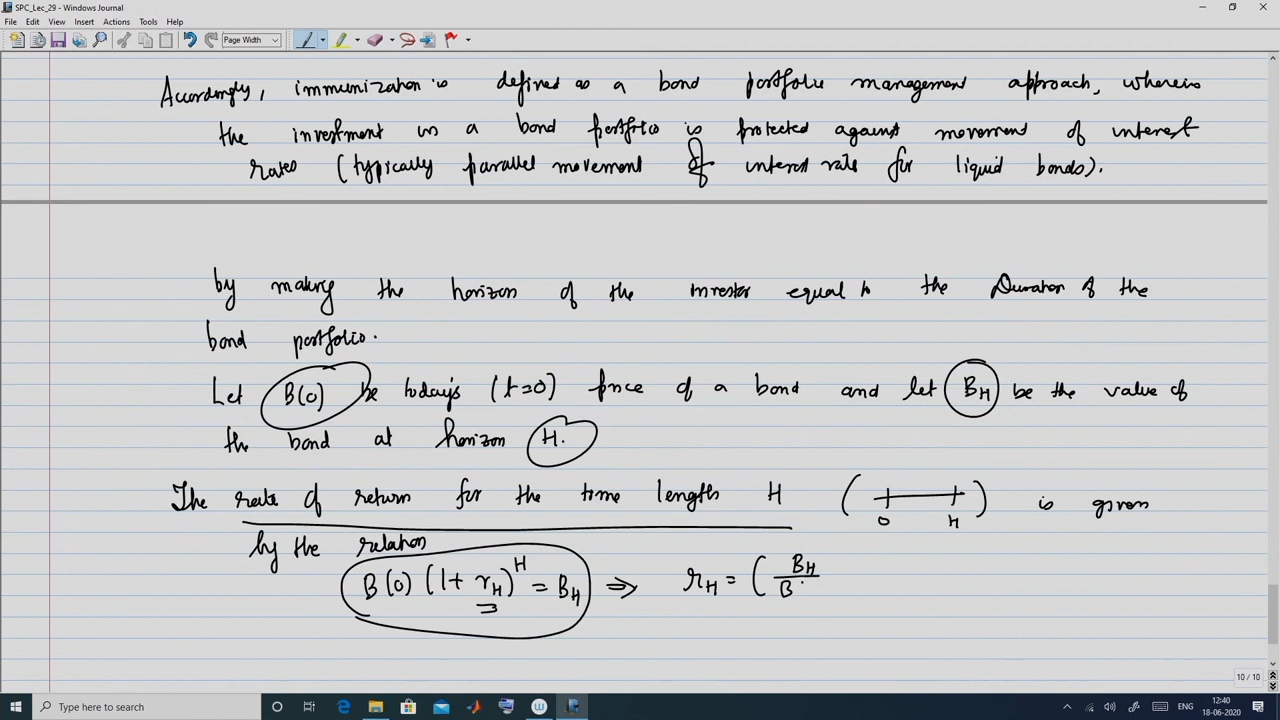 SPC_Lec_29 - Windows Journal
File Edit View Insert Actions Tools Help
Page Width
Accordingly, immunization is defined as a bond portfolio management approach, wherein
the investment in a bond portfolio is protected against movement of interest
rates (typically parallel movement of interest rate for liquid bonds).
by making the horizon of the investor equal to the Duration of the
bond portfolio.
Let B(0) be today's (t=0) price of a bond and let B_H be the value of
the bond at horizon H.
The rate of return for the time length H ( 0 H ) is given
by the relation
B(0) (1 + r_H)^H = B_H ⇒ r_H = ( B_H / B
10 / 10
Type here to search
ENG
12:40
18-06-2020